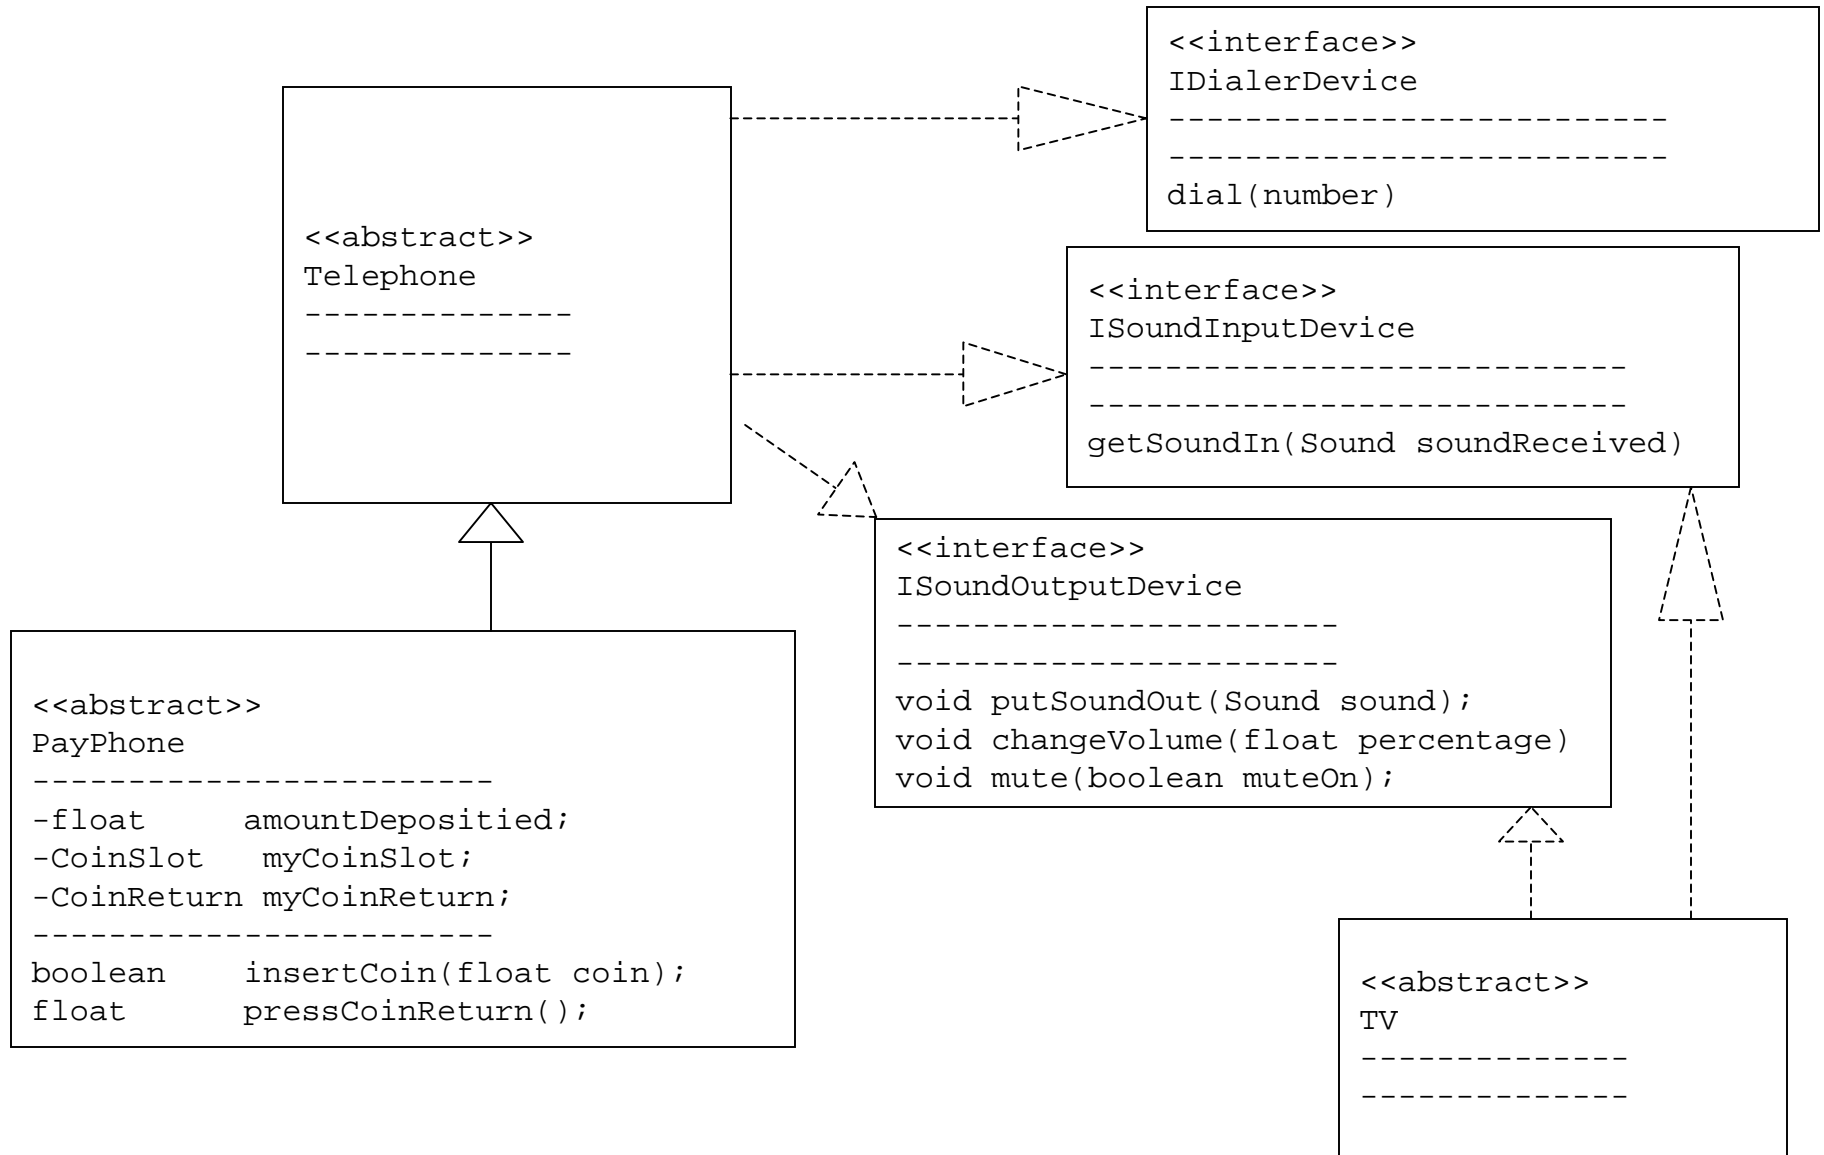 <<interface>>
IDialerDevice
--------------------------
--------------------------
dial(number)
<<abstract>>
Telephone
--------------
--------------
<<interface>>
ISoundInputDevice
----------------------------
----------------------------
getSoundIn(Sound soundReceived)
<<interface>>
ISoundOutputDevice
-----------------------
-----------------------
void putSoundOut(Sound sound);
void changeVolume(float percentage)
void mute(boolean muteOn);
<<abstract>>
PayPhone
------------------------
-float     amountDepositied;
-CoinSlot   myCoinSlot;
-CoinReturn myCoinReturn;
------------------------
boolean    insertCoin(float coin);
float      pressCoinReturn();
<<abstract>>
TV
--------------
--------------